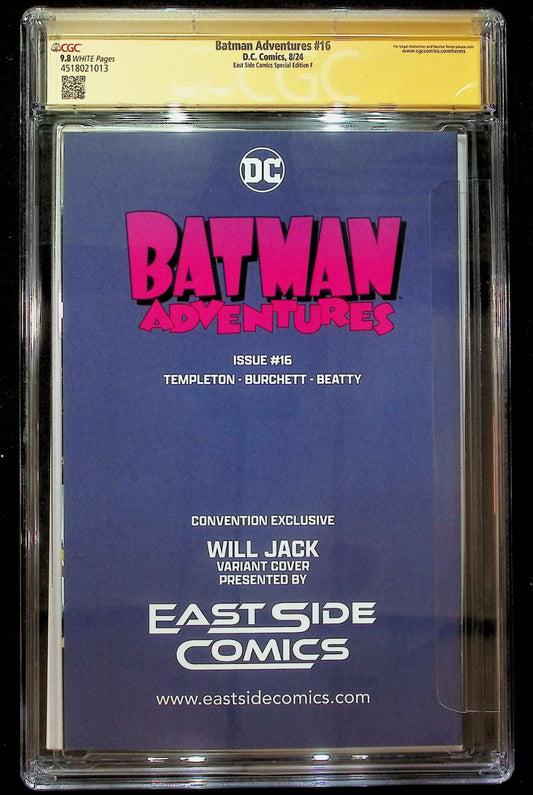 CGC
9.8 WHITE Pages
4518021013
Batman Adventures #16
D.C. Comics, 8/24
East Side Comics Special Edition F
For Legal Disclaimer and Service Terms please visit:
www.cgccomics.com/terms
CGC
DC
BATMAN
ADVENTURES
ISSUE #16
TEMPLETON - BURCHETT - BEATTY
CONVENTION EXCLUSIVE
WILL JACK
VARIANT COVER
PRESENTED BY
EAST SIDE
COMICS
www.eastsidecomics.com